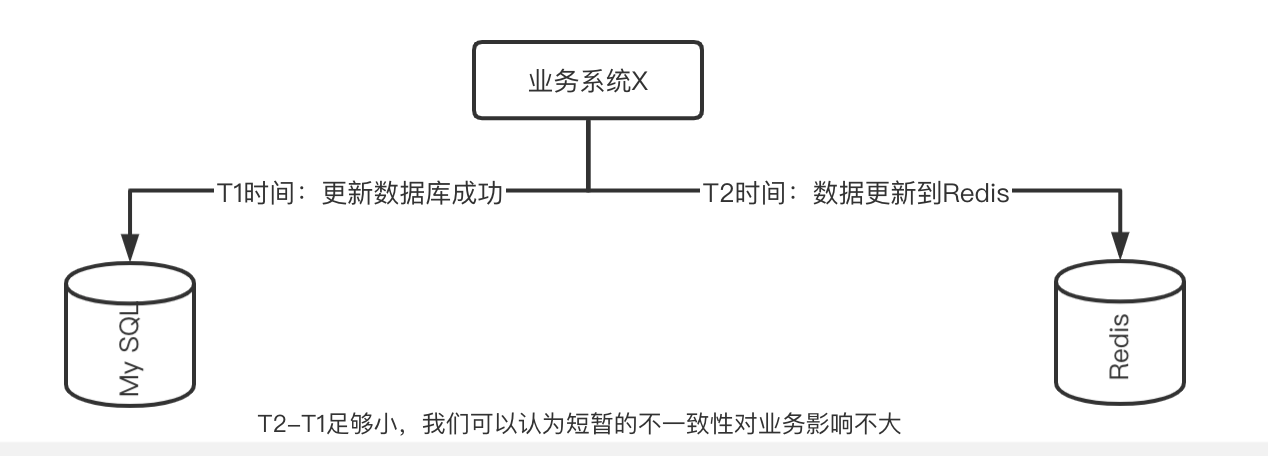 业务系统X
T1时间：更新数据库成功
T2时间：数据更新到Redis
My SQL
Redis
T2-T1足够小，我们可以认为短暂的不一致性对业务影响不大